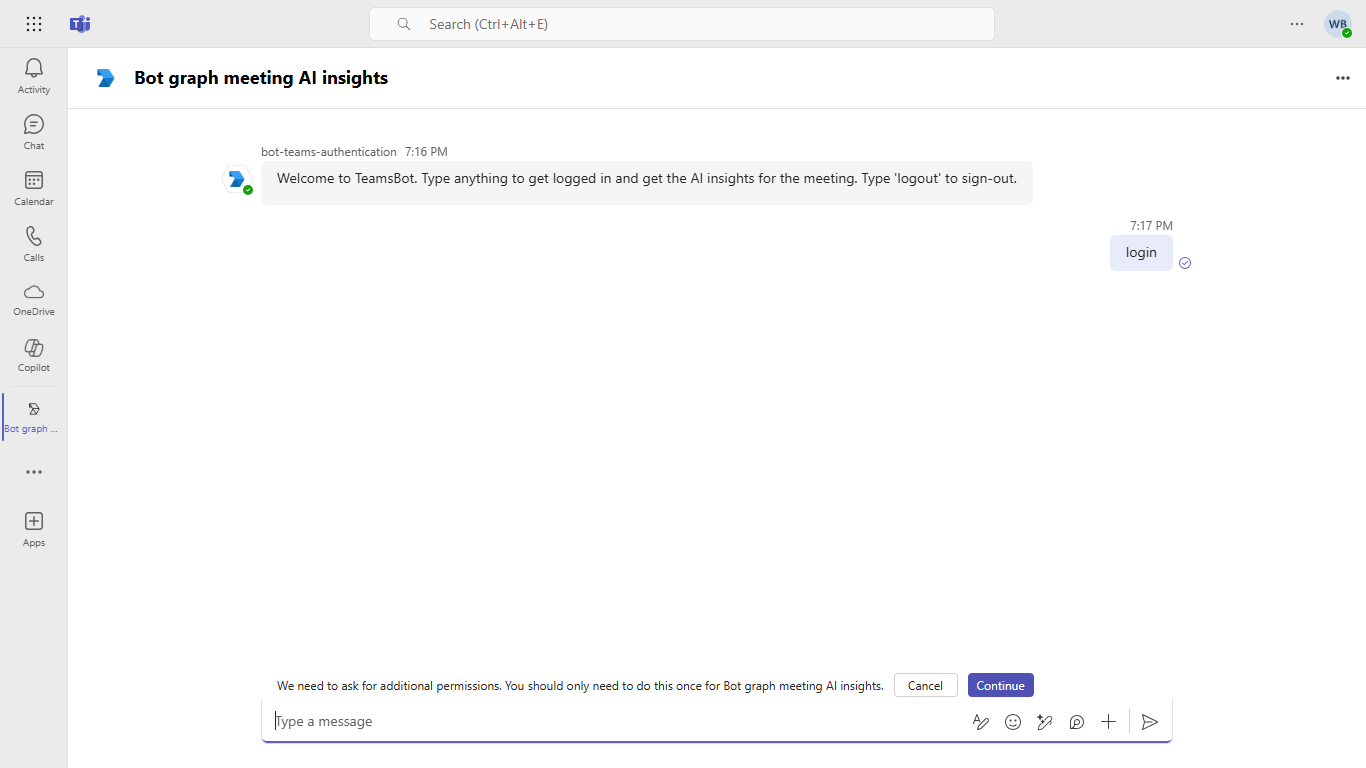 Search (Ctrl+Alt+E)
WB
Activity
Chat
Calendar
Calls
OneDrive
Copilot
Bot graph ...
Apps
Bot graph meeting AI insights
bot-teams-authentication 7:16 PM
Welcome to TeamsBot. Type anything to get logged in and get the AI insights for the meeting. Type 'logout' to sign-out.
7:17 PM
login
We need to ask for additional permissions. You should only need to do this once for Bot graph meeting AI insights. Cancel Continue
Type a message